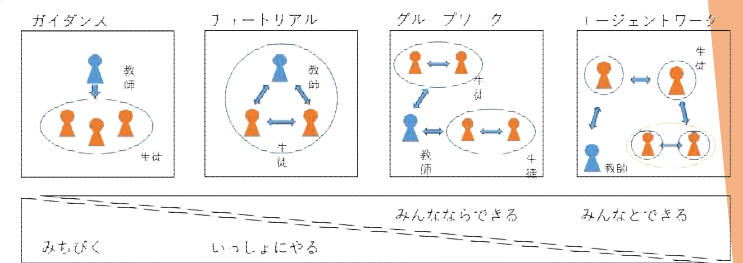 ガイダンス
チュートリアル
グループワーク
エージェントワーク
教師
生徒
教師
生徒
生徒
教師
生徒
生徒
教師
みんなならできる
みんなとできる
みちびく
いっしょにやる